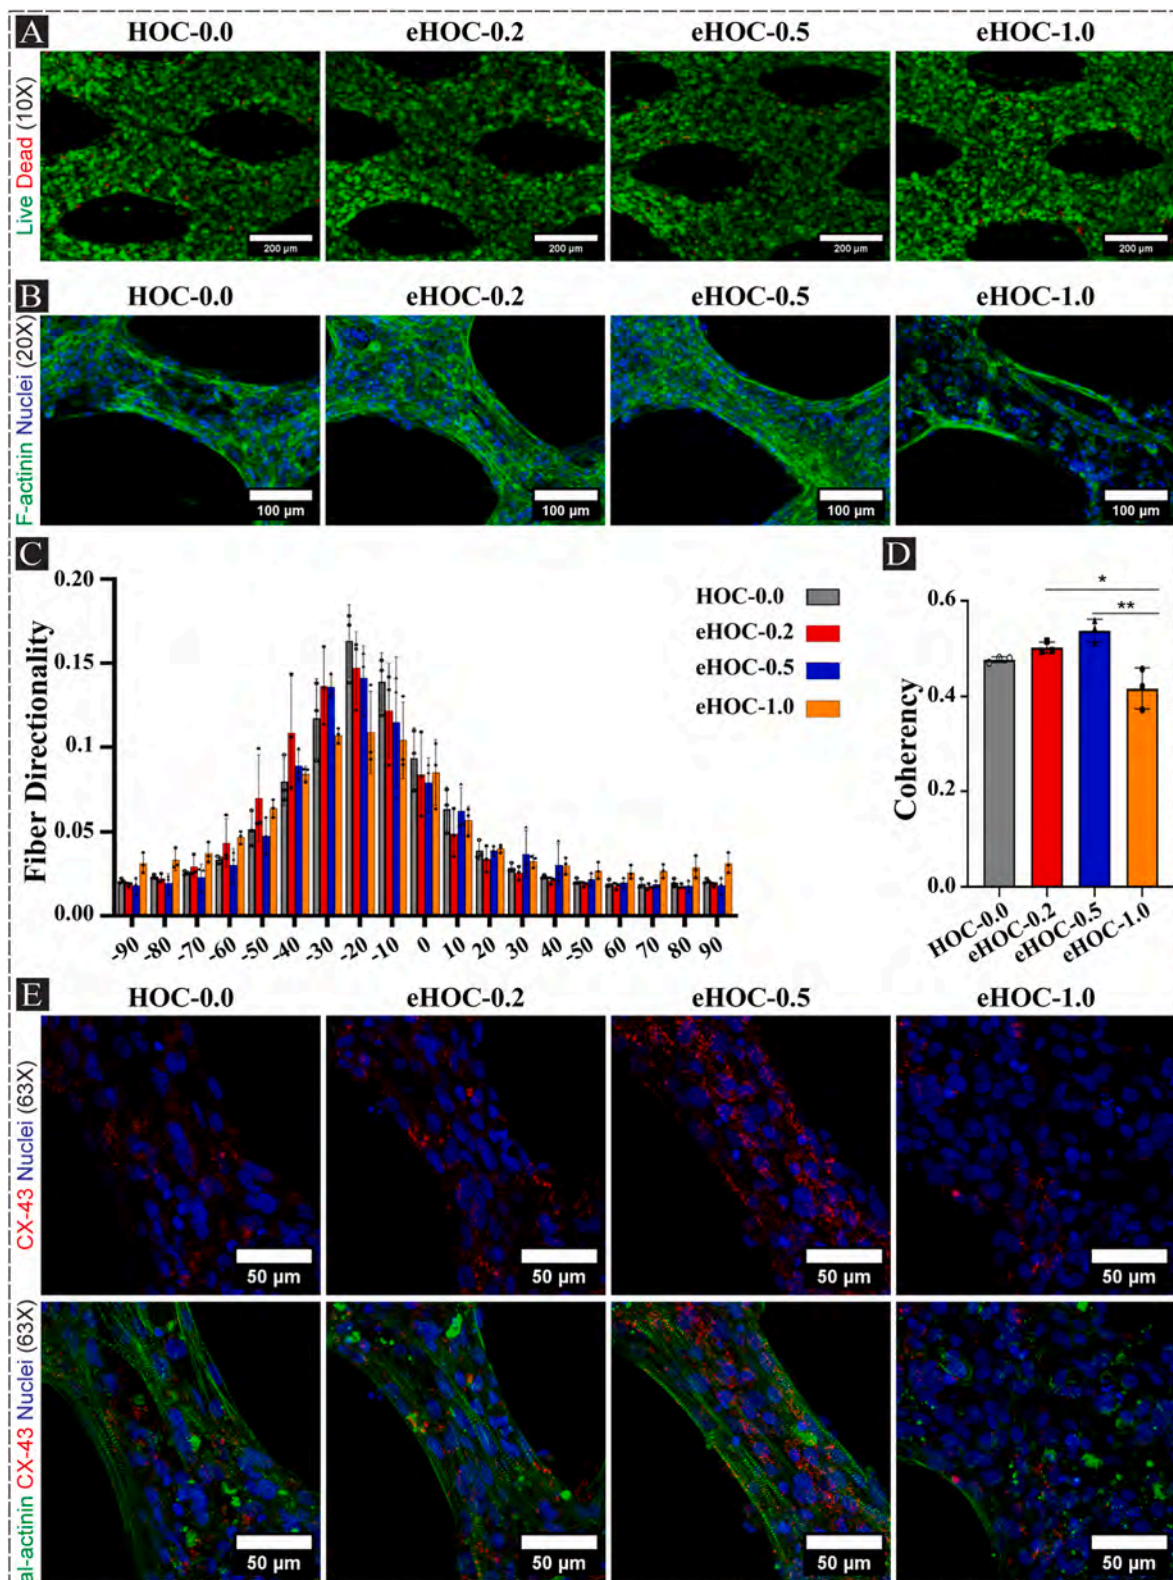 A
HOC-0.0 eHOC-0.2 eHOC-0.5 eHOC-1.0
Live Dead (10X)
200 µm 200 µm 200 µm 200 µm
B
HOC-0.0 eHOC-0.2 eHOC-0.5 eHOC-1.0
F-actinin Nuclei (20X)
100 µm 100 µm 100 µm 100 µm
C
Fiber Directionality
0.20
0.15
0.1
0.05
0.00
-90 -80 -70 -60 -50 -40 -30 -20 -10 0 10 20 30 40 -50 60 70 80 90
HOC-0.0
eHOC-0.2
eHOC-0.5
eHOC-1.0
D
Coherency
0.6
0.4
0.2
0.0
*
**
HOC-0.0 eHOC-0.2 eHOC-0.5 eHOC-1.0
E
HOC-0.0 eHOC-0.2 eHOC-0.5 eHOC-1.0
CX-43 Nuclei (63X)
50 µm 50 µm 50 µm 50 µm
al-actinin CX-43 Nuclei (63X)
50 µm 50 µm 50 µm 50 µm